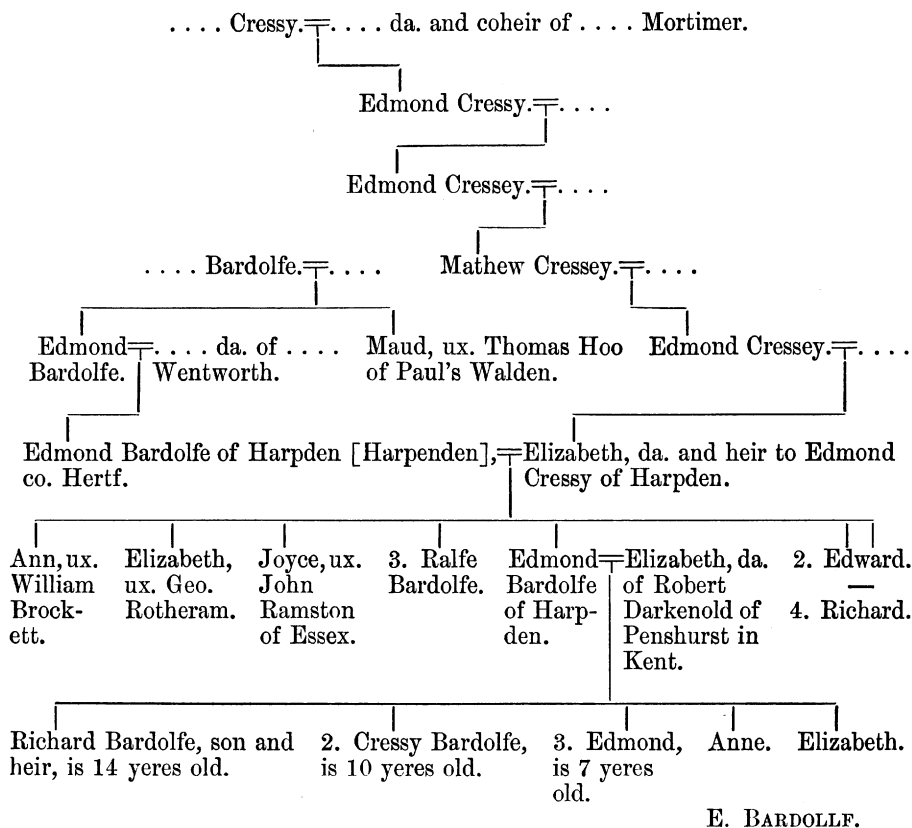 . . . . Cressy.╤. . . . da. and coheir of . . . . Mortimer.
Edmond Cressy.╤. . . .
Edmond Cressey.╤. . . .
. . . . Bardolfe.╤. . . .
Mathew Cressey.╤. . . .
Edmond╤. . . . da. of . . . .
Bardolfe. Wentworth.
Maud, ux. Thomas Hoo
of Paul's Walden.
Edmond Cressey.╤. . . .
Edmond Bardolfe of Harpden [Harpenden],╤
co. Hertf.
Elizabeth, da. and heir to Edmond
Cressy of Harpden.
Ann, ux.
William
Brock-
ett.
Elizabeth,
ux. Geo.
Rotheram.
Joyce, ux.
John
Ramston
of Essex.
3. Ralfe
Bardolfe.
Edmond╤
Bardolfe
of Harp-
den.
Elizabeth, da.
of Robert
Darkenold of
Penshurst in
Kent.
2. Edward.
—
4. Richard.
Richard Bardolfe, son and
heir, is 14 yeres old.
2. Cressy Bardolfe,
is 10 yeres old.
3. Edmond,
is 7 yeres
old.
Anne.
Elizabeth.
E. BARDOLLF.